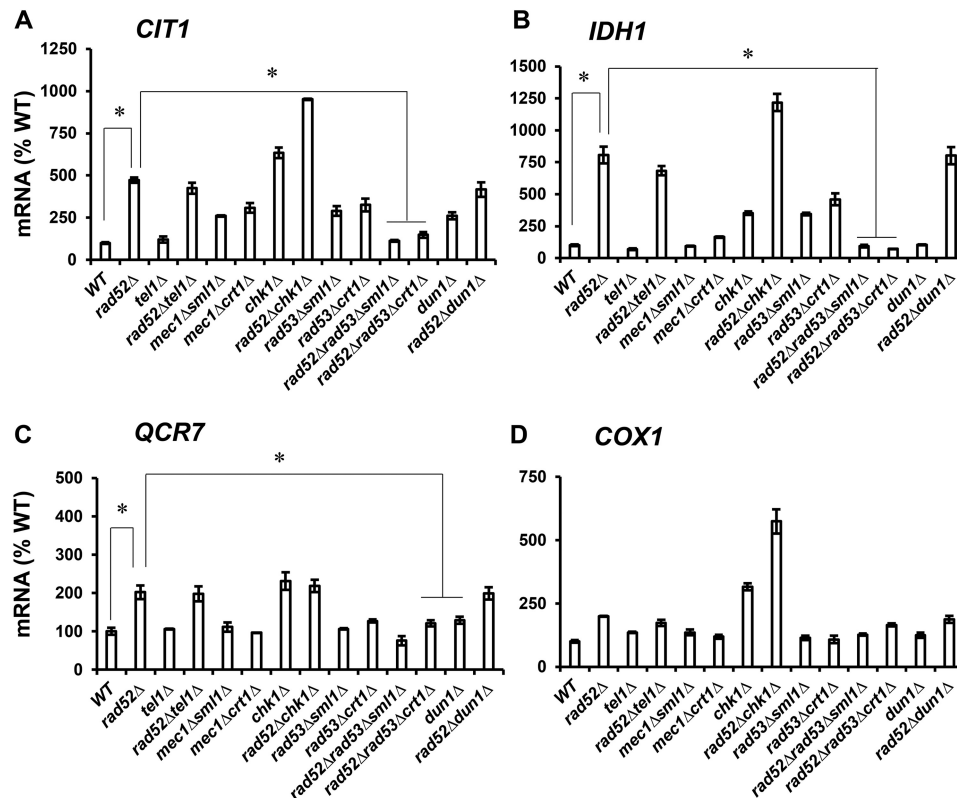 A CIT1
mRNA (% WT)
1250
1000
750
500
250
0
*
*
WT
rad52Δ
tel1Δ
rad52Δtel1Δ
mec1Δsml1Δ
mec1Δcrt1Δ
chk1Δ
rad52Δchk1Δ
rad53Δsml1Δ
rad53Δcrt1Δ
rad52Δrad53Δsml1Δ
rad52Δrad53Δcrt1Δ
dun1Δ
rad52Δdun1Δ
B IDH1
1500
1250
1000
750
500
250
0
*
*
WT
rad52Δ
tel1Δ
rad52Δtel1Δ
mec1Δsml1Δ
mec1Δcrt1Δ
chk1Δ
rad52Δchk1Δ
rad53Δsml1Δ
rad53Δcrt1Δ
rad52Δrad53Δsml1Δ
rad52Δrad53Δcrt1Δ
dun1Δ
rad52Δdun1Δ
C QCR7
mRNA (% WT)
500
400
300
200
100
0
*
*
WT
rad52Δ
tel1Δ
rad52Δtel1Δ
mec1Δsml1Δ
mec1Δcrt1Δ
chk1Δ
rad52Δchk1Δ
rad53Δsml1Δ
rad53Δcrt1Δ
rad52Δrad53Δsml1Δ
rad52Δrad53Δcrt1Δ
dun1Δ
rad52Δdun1Δ
D COX1
750
500
250
0
WT
rad52Δ
tel1Δ
rad52Δtel1Δ
mec1Δsml1Δ
mec1Δcrt1Δ
chk1Δ
rad52Δchk1Δ
rad53Δsml1Δ
rad53Δcrt1Δ
rad52Δrad53Δsml1Δ
rad52Δrad53Δcrt1Δ
dun1Δ
rad52Δdun1Δ